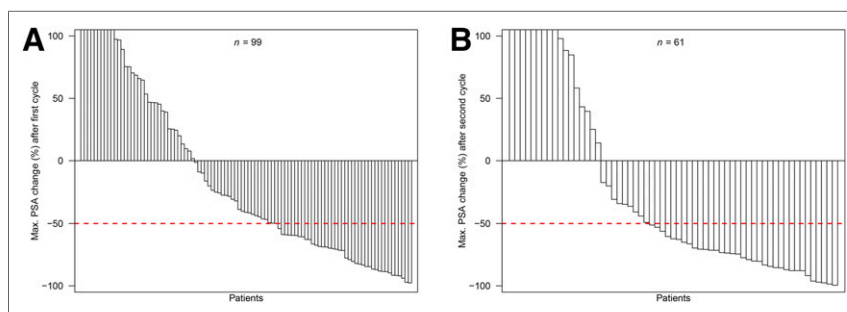 A
B
n = 99
n = 61
Max. PSA change (%) after first cycle
100
50
0
−50
−100
Patients
Max. PSA change (%) after second cycle
100
50
0
−50
−100
Patients